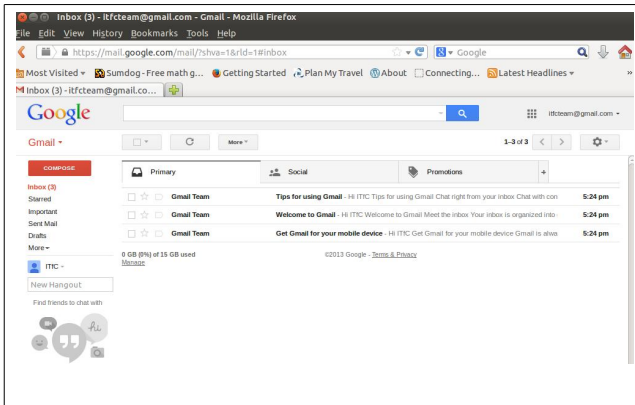 Inbox (3) - itfcteam@gmail.com - Gmail - Mozilla Firefox
File Edit View History Bookmarks Tools Help
https://mail.google.com/mail/?shva=1&rld=1#inbox Google
Most Visited Sumdog - Free math g... Getting Started Plan My Travel About Connecting... Latest Headlines »
Inbox (3) - itfcteam@gmail.co...
Google itfcteam@gmail.com
Gmail More 1–3 of 3
COMPOSE Primary Social Promotions +
Inbox (3)
Starred Gmail Team Tips for using Gmail - Hi ITfC Tips for using Gmail Chat right from your inbox Chat with con 5:24 pm
Important Gmail Team Welcome to Gmail - Hi ITfC Welcome to Gmail Meet the inbox Your inbox is organized into 5:24 pm
Sent Mail
Drafts Gmail Team Get Gmail for your mobile device - Hi ITfC Get Gmail for your mobile device Gmail is alwa 5:24 pm
More
0 GB (0%) of 15 GB used ©2013 Google - Terms & Privacy
Manage
ITfC
New Hangout
Find friends to chat with
hi